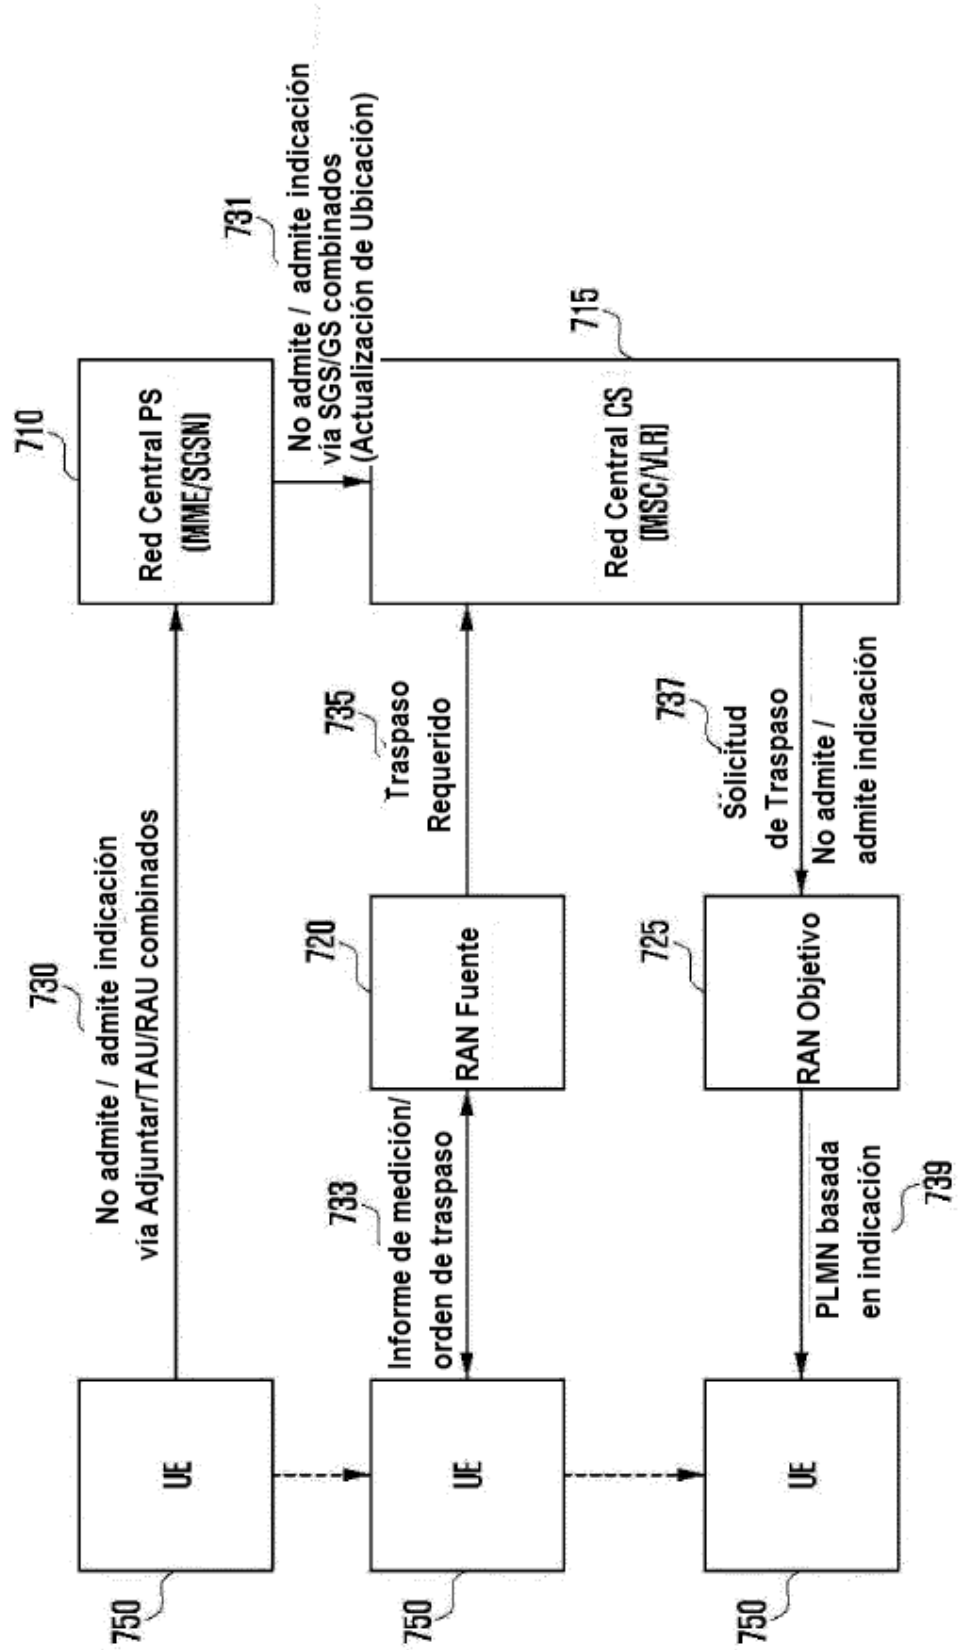 730
No admite / admite indicación
vía Adjuntar/TAU/RAU combinados
710
Red Central PS
(MME/SGSN)
731
No admite / admite indicación
vía SGS/GS combinados
(Actualización de Ubicación)
750
UE
733
Informe de medición/
orden de traspaso
720
RAN Fuente
735
Traspaso
Requerido
715
Red Central CS
(MSC/VLR)
750
UE
739
PLMN basada
en indicación
725
RAN Objetivo
737
Solicitud
de Traspaso
No admite /
admite indicación
750
UE